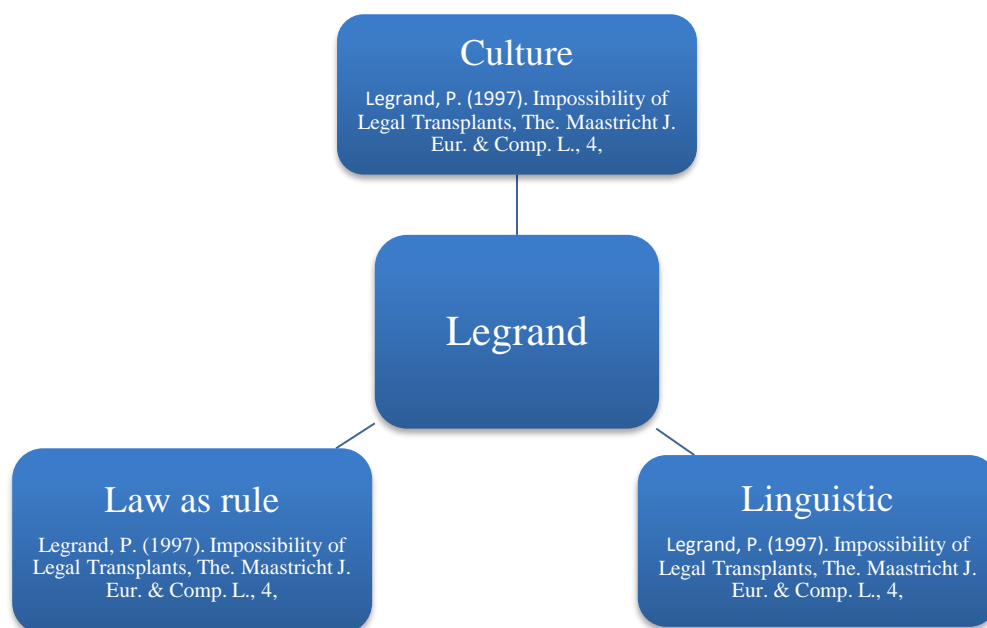 Culture
Legrand, P. (1997). Impossibility of
Legal Transplants, The. Maastricht J.
Eur. & Comp. L., 4,
Legrand
Law as rule
Legrand, P. (1997). Impossibility of
Legal Transplants, The. Maastricht J.
Eur. & Comp. L., 4,
Linguistic
Legrand, P. (1997). Impossibility of
Legal Transplants, The. Maastricht J.
Eur. & Comp. L., 4,